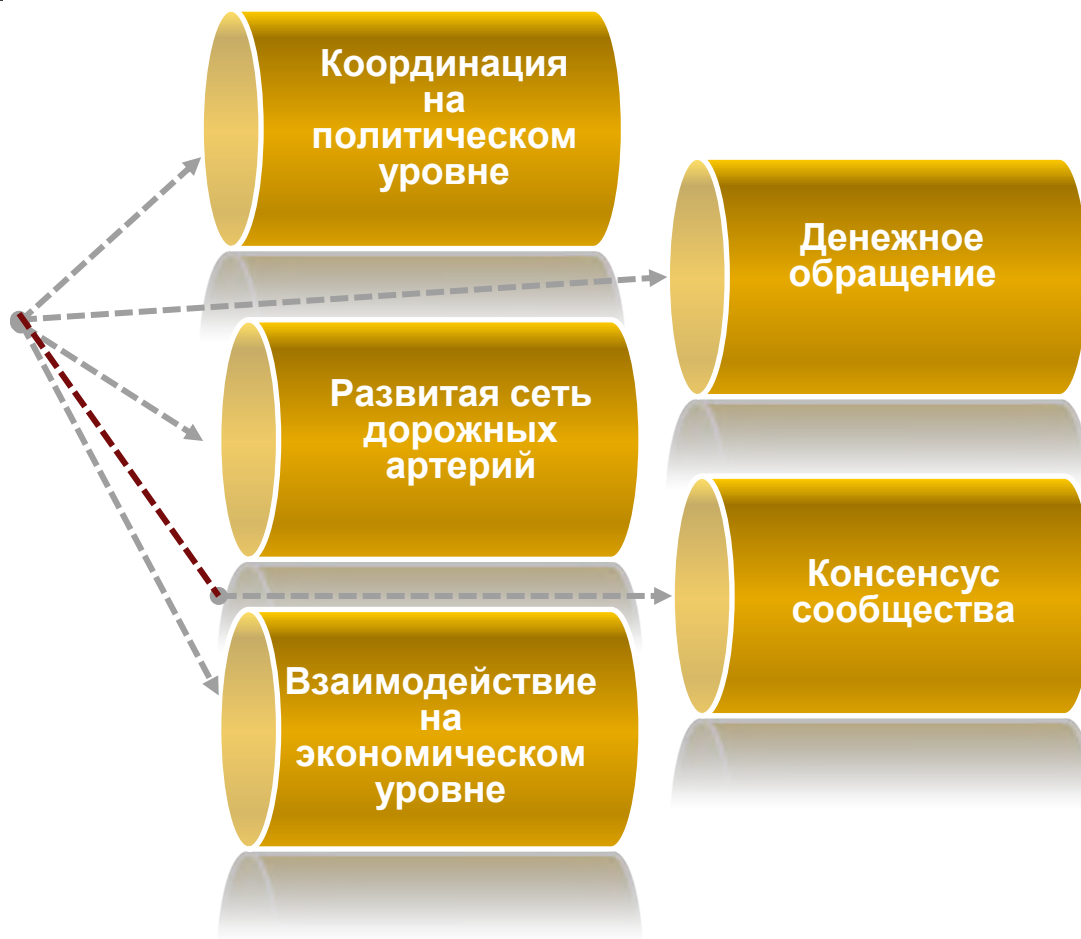 Координация
на
политическом
уровне
Денежное
обращение
Развитая сеть
дорожных
артерий
Консенсус
сообщества
Взаимодействие
на
экономическом
уровне